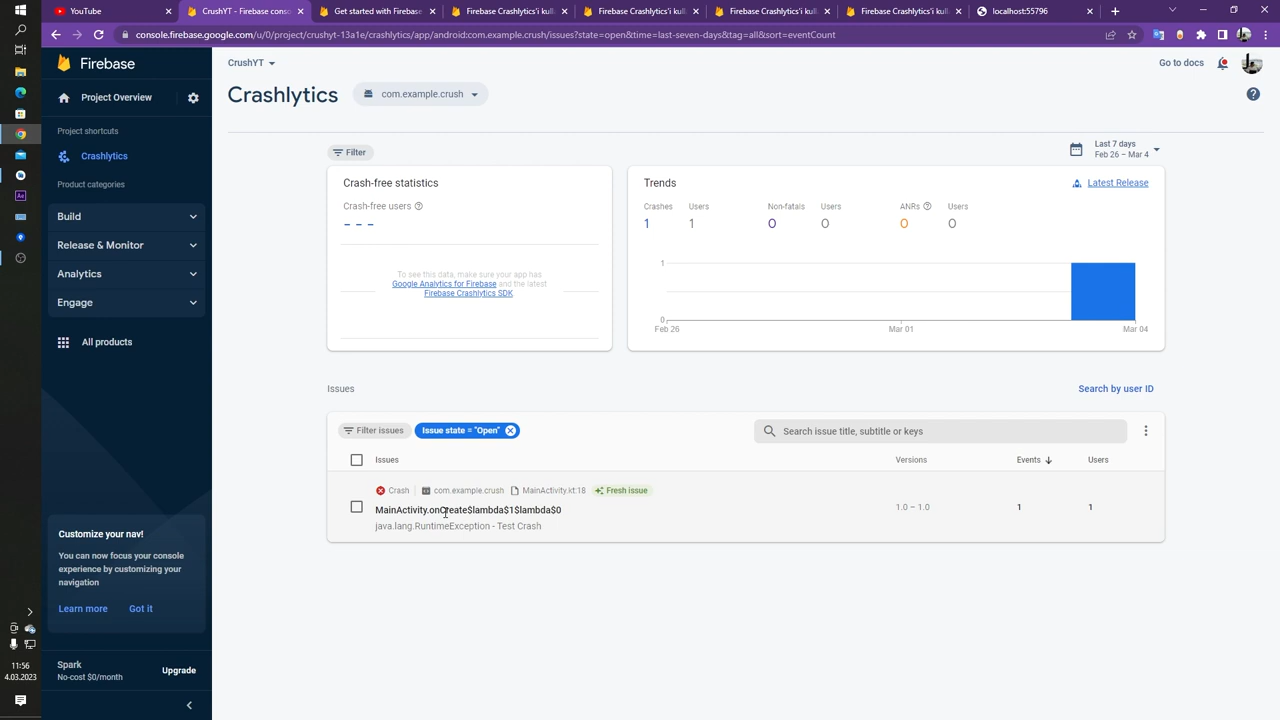 YouTube
CrushYT - Firebase cons
Get started with Firebase
Firebase Crashlytics'i kull
Firebase Crashlytics'i kull
Firebase Crashlytics'i kull
Firebase Crashlytics'i kull
localhost:55796
console.firebase.google.com/u/0/project/crushyt-13a1e/crashlytics/app/android:com.example.crush/issues?state=open&time=last-seven-days&tag=all&sort=eventCount
Firebase
CrushYT
Go to docs
Project Overview
Crashlytics
com.example.crush
Project shortcuts
Crashlytics
Product categories
Build
Release & Monitor
Analytics
Engage
All products
Customize your nav!
You can now focus your console
experience by customizing your
navigation
Learn more
Got it
Spark
No-cost $0/month
Upgrade
11:56
4.03.2023
Filter
Last 7 days
Feb 26 – Mar 4
Crash-free statistics
Crash-free users
– – –
To see this data, make sure your app has
Google Analytics for Firebase and the latest
Firebase Crashlytics SDK
Trends
Latest Release
Crashes
Users
Non-fatals
Users
ANRs
Users
1
1
0
0
0
0
1
0
Feb 26
Mar 01
Mar 04
Issues
Search by user ID
Filter issues
Issue state = "Open"
Search issue title, subtitle or keys
Issues
Versions
Events
Users
Crash
com.example.crush
MainActivity.kt:18
Fresh issue
MainActivity.onCreate$lambda$1$lambda$0
java.lang.RuntimeException - Test Crash
1.0 – 1.0
1
1